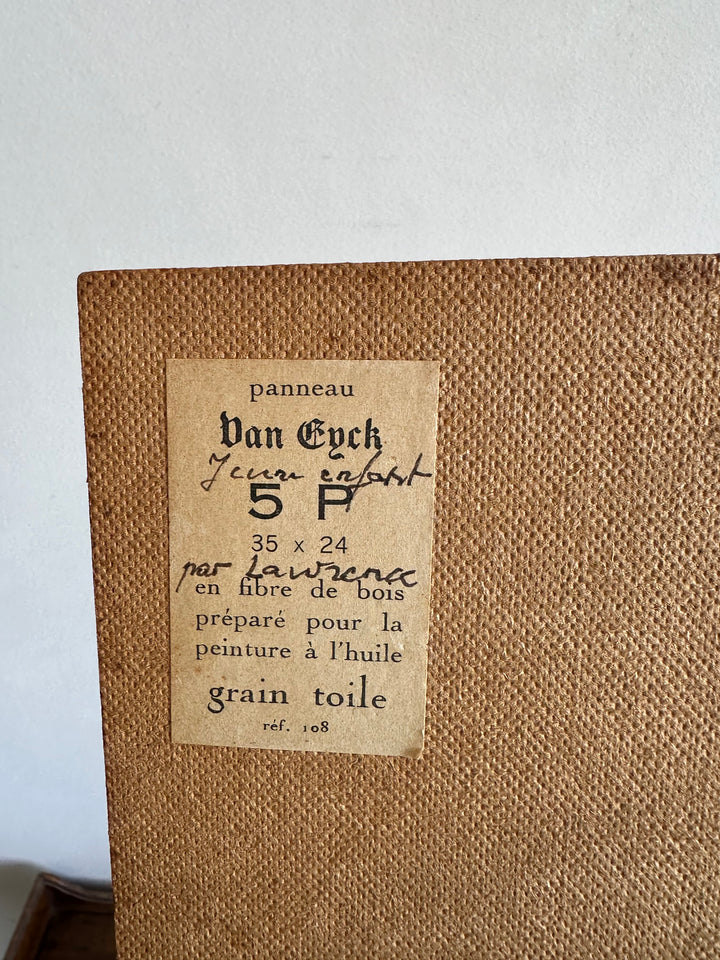 panneau
Van Eyck
Jeune enfant
5 P
35 x 24
par Lawrence
en fibre de bois
préparé pour la
peinture à l'huile
grain toile
réf. 108